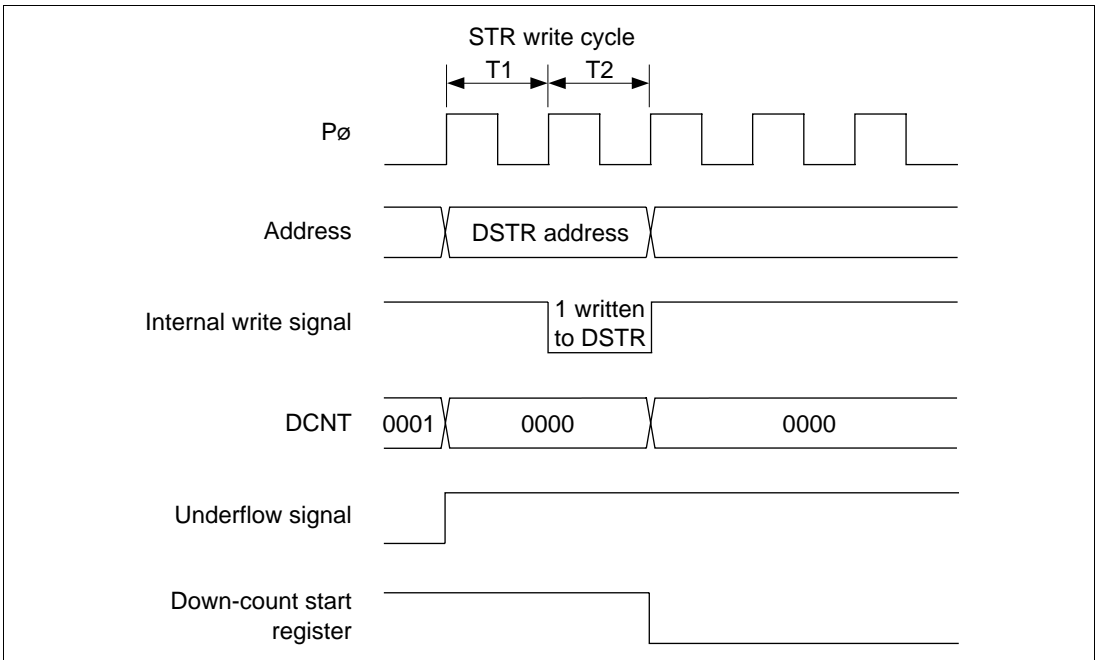 STR write cycle
T1 T2
Pø
Address
DSTR address
Internal write signal
1 written
to DSTR
DCNT
0001 0000 0000
Underflow signal
Down-count start
register